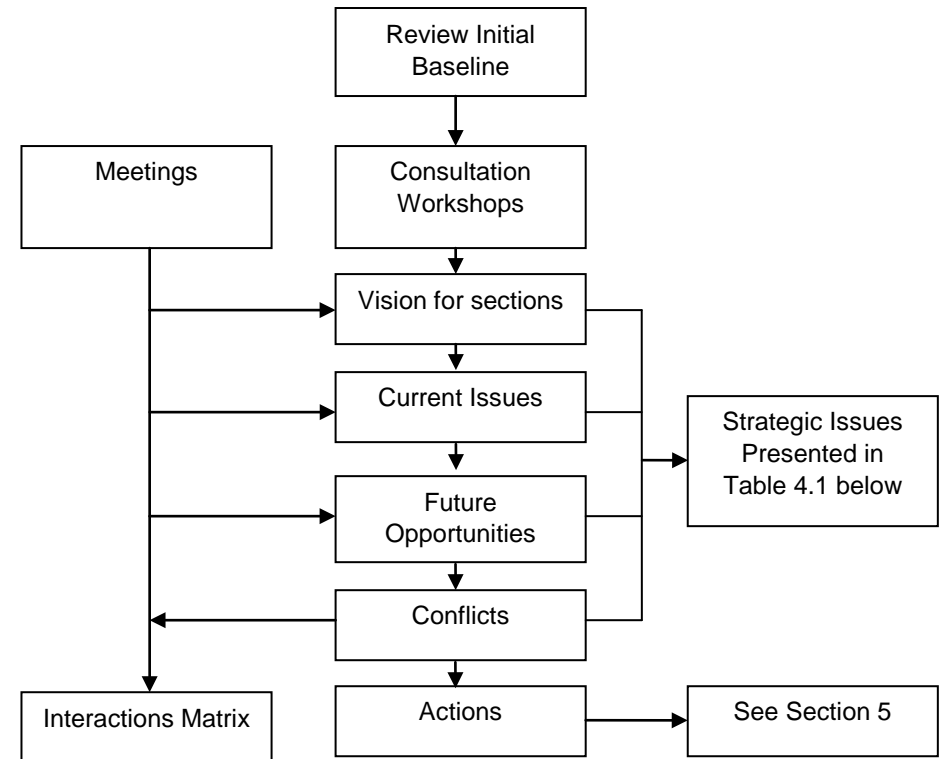 Review Initial
Baseline
Meetings
Consultation
Workshops
Vision for sections
Current Issues
Strategic Issues
Presented in
Table 4.1 below
Future
Opportunities
Conflicts
Interactions Matrix
Actions
See Section 5